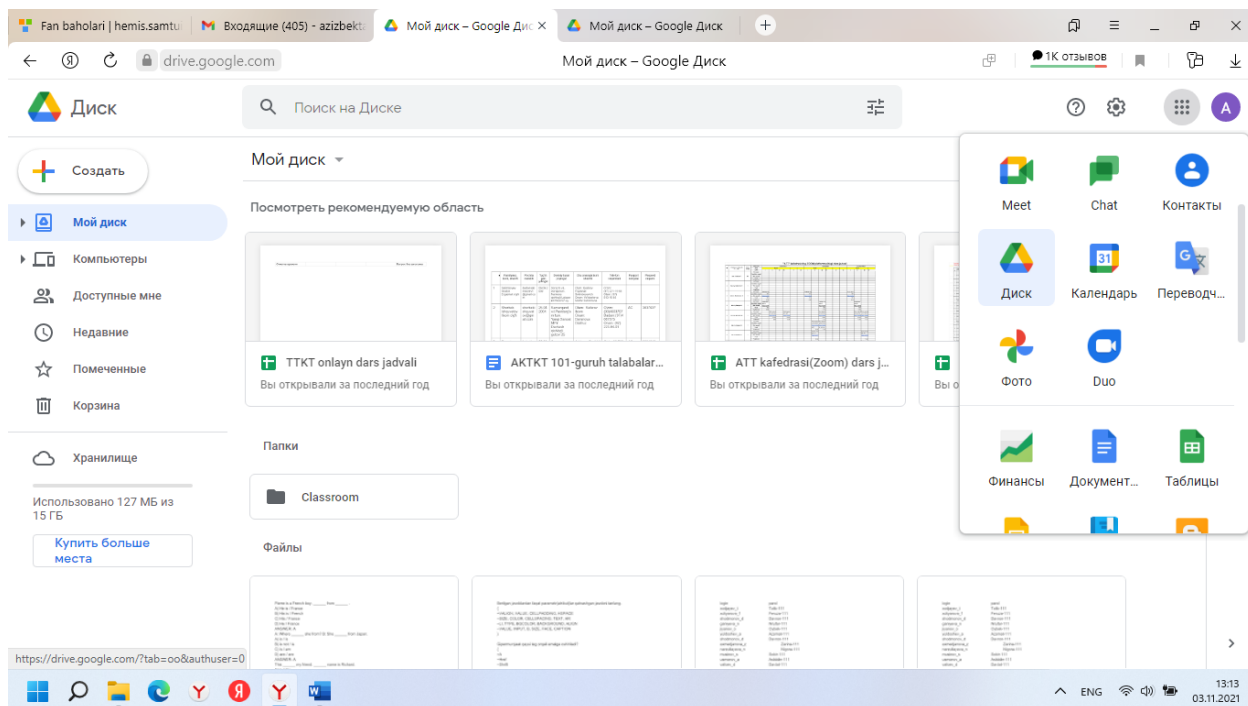 Fan baholari | hemis.samtu
Входящие (405) - azizbekt
Мой диск – Google Дис
Мой диск – Google Диск
drive.google.com
Мой диск – Google Диск
1K отзывов
Диск
Поиск на Диске
A
Создать
Мой диск
Компьютеры
Доступные мне
Недавние
Помеченные
Корзина
Хранилище
Использовано 127 МБ из
15 ГБ
Купить больше
места
Мой диск
Посмотреть рекомендуемую область
TTKT onlayn dars jadvali
Вы открывали за последний год
AKTKT 101-guruh talabalar...
Вы открывали за последний год
ATT kafedrasi(Zoom) dars j...
Вы открывали за последний год
Вы о
Папки
Classroom
Файлы
Meet
Chat
Контакты
Диск
31
Календарь
Переводч...
Фото
Duo
Финансы
Документ...
Таблицы
https://drive.google.com/?tab=oo&authuser=0
ENG
13:13
03.11.2021